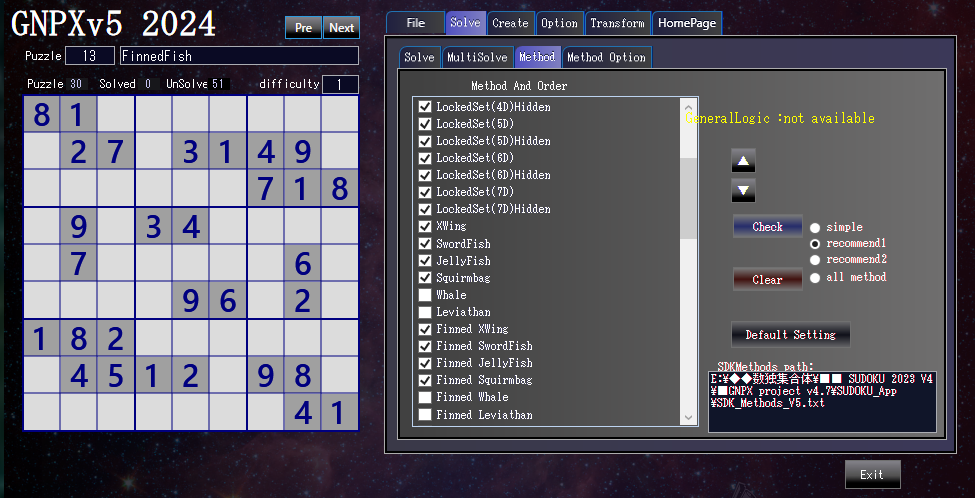 GNPXv5 2024
Pre Next
Puzzle 13 FinnedFish
Puzzle 30 Solved 0 UnSolve 51 difficulty 1
8 1
2 7 3 1 4 9
7 1 8
9 3 4
7 6
9 6 2
1 8 2
4 5 1 2 9 8
4 1
File Solve Create Option Transform HomePage
Solve MultiSolve Method Method Option
Method And Order
LockedSet(4D)Hidden
LockedSet(5D)
LockedSet(5D)Hidden
LockedSet(6D)
LockedSet(6D)Hidden
LockedSet(7D)
LockedSet(7D)Hidden
XWing
SwordFish
JellyFish
Squirmbag
Whale
Leviathan
Finned XWing
Finned SwordFish
Finned JellyFish
Finned Squirmbag
Finned Whale
Finned Leviathan
GeneralLogic :not available
▲
▼
Check
simple
recommend1
recommend2
all method
Clear
Default Setting
SDKMethods path:
E:¥◆◆数独集合体¥■■ SUDOKU 2023 V4
¥■GNPX project v4.7¥SUDOKU_App
¥SDK_Methods_V5.txt
Exit